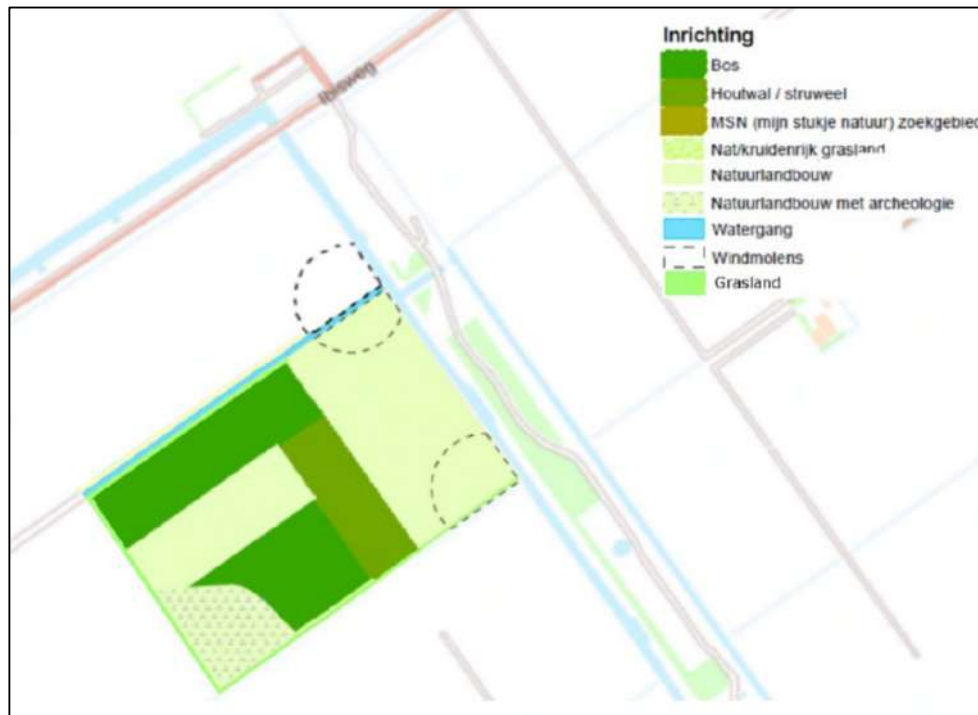 Inrichting
Bos
Houtwal / struweel
MSN (mijn stukje natuur) zoekgebied
Nat/kruidenrijk grasland
Natuurlandbouw
Natuurlandbouw met archeologie
Watergang
Windmolens
Grasland
Ibisweg